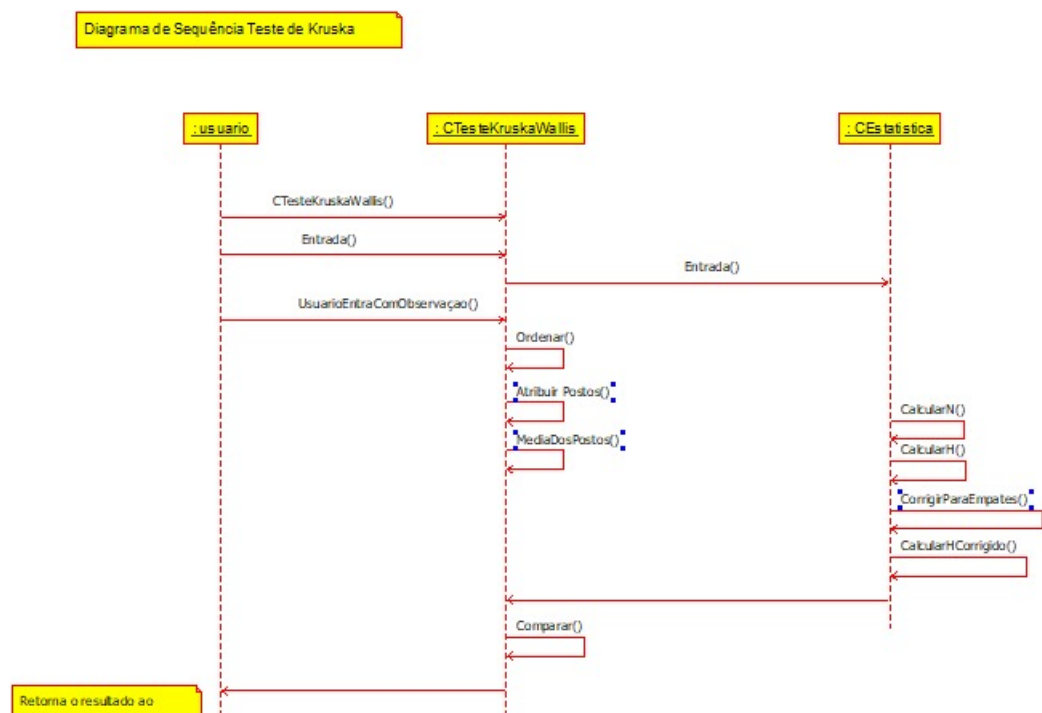 Diagrama de Sequência Teste de Kruska
: usuario
: CTesteKruskaWallis
: CEstatistica
CTesteKruskaWallis()
Entrada()
Entrada()
UsuarioEntraComObservaçao()
Ordenar()
Atribuir Postos()
CalcularN()
MediaDosPostos()
CalcularH()
CorrigirParaEmpates()
CalcularHCorrigido()
Comparar()
Retorna o resultado ao